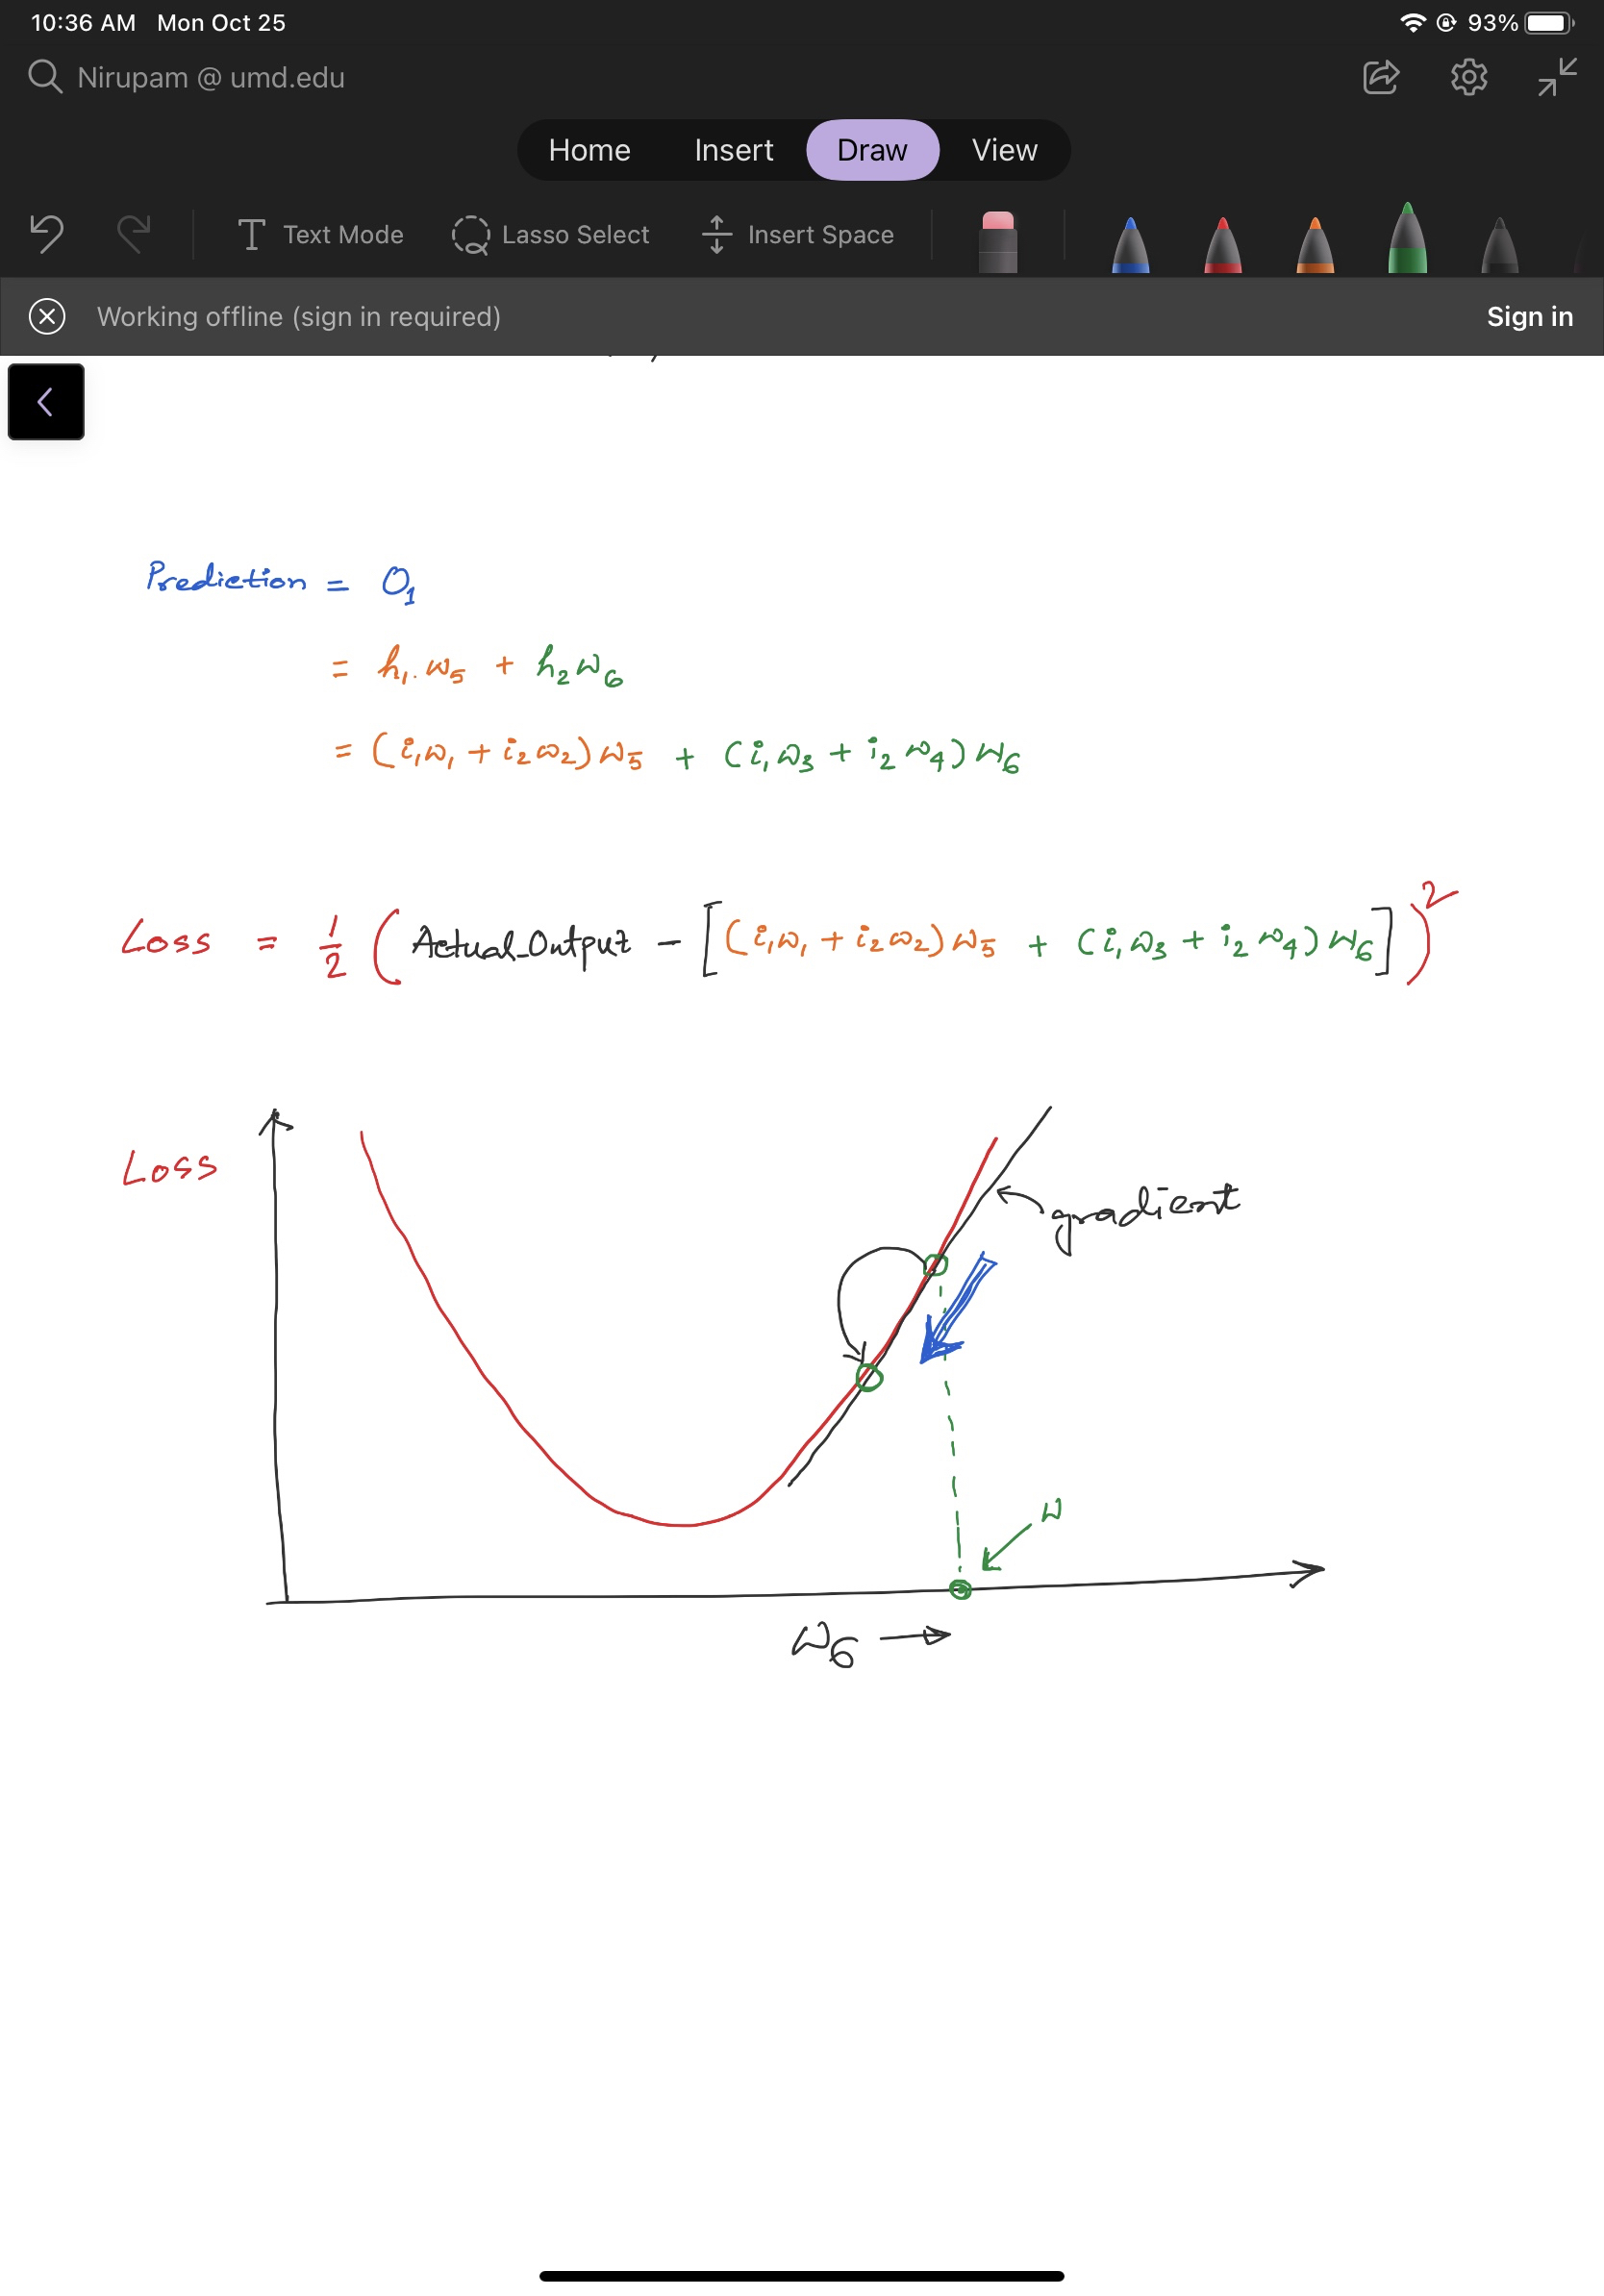 10:36 AM Mon Oct 25 93%
Nirupam @ umd.edu
Home Insert Draw View
Text Mode Lasso Select Insert Space
Working offline (sign in required) Sign in
Prediction = O₁
= h₁. w₅ + h₂ w₆
= (i₁w₁ + i₂w₂) w₅ + (i₁w₃ + i₂w₄) w₆
Loss = 1/2 ( Actual_Output - [(i₁w₁ + i₂w₂) w₅ + (i₁w₃ + i₂w₄) w₆] )²
Loss
gradient
w
w₆ →